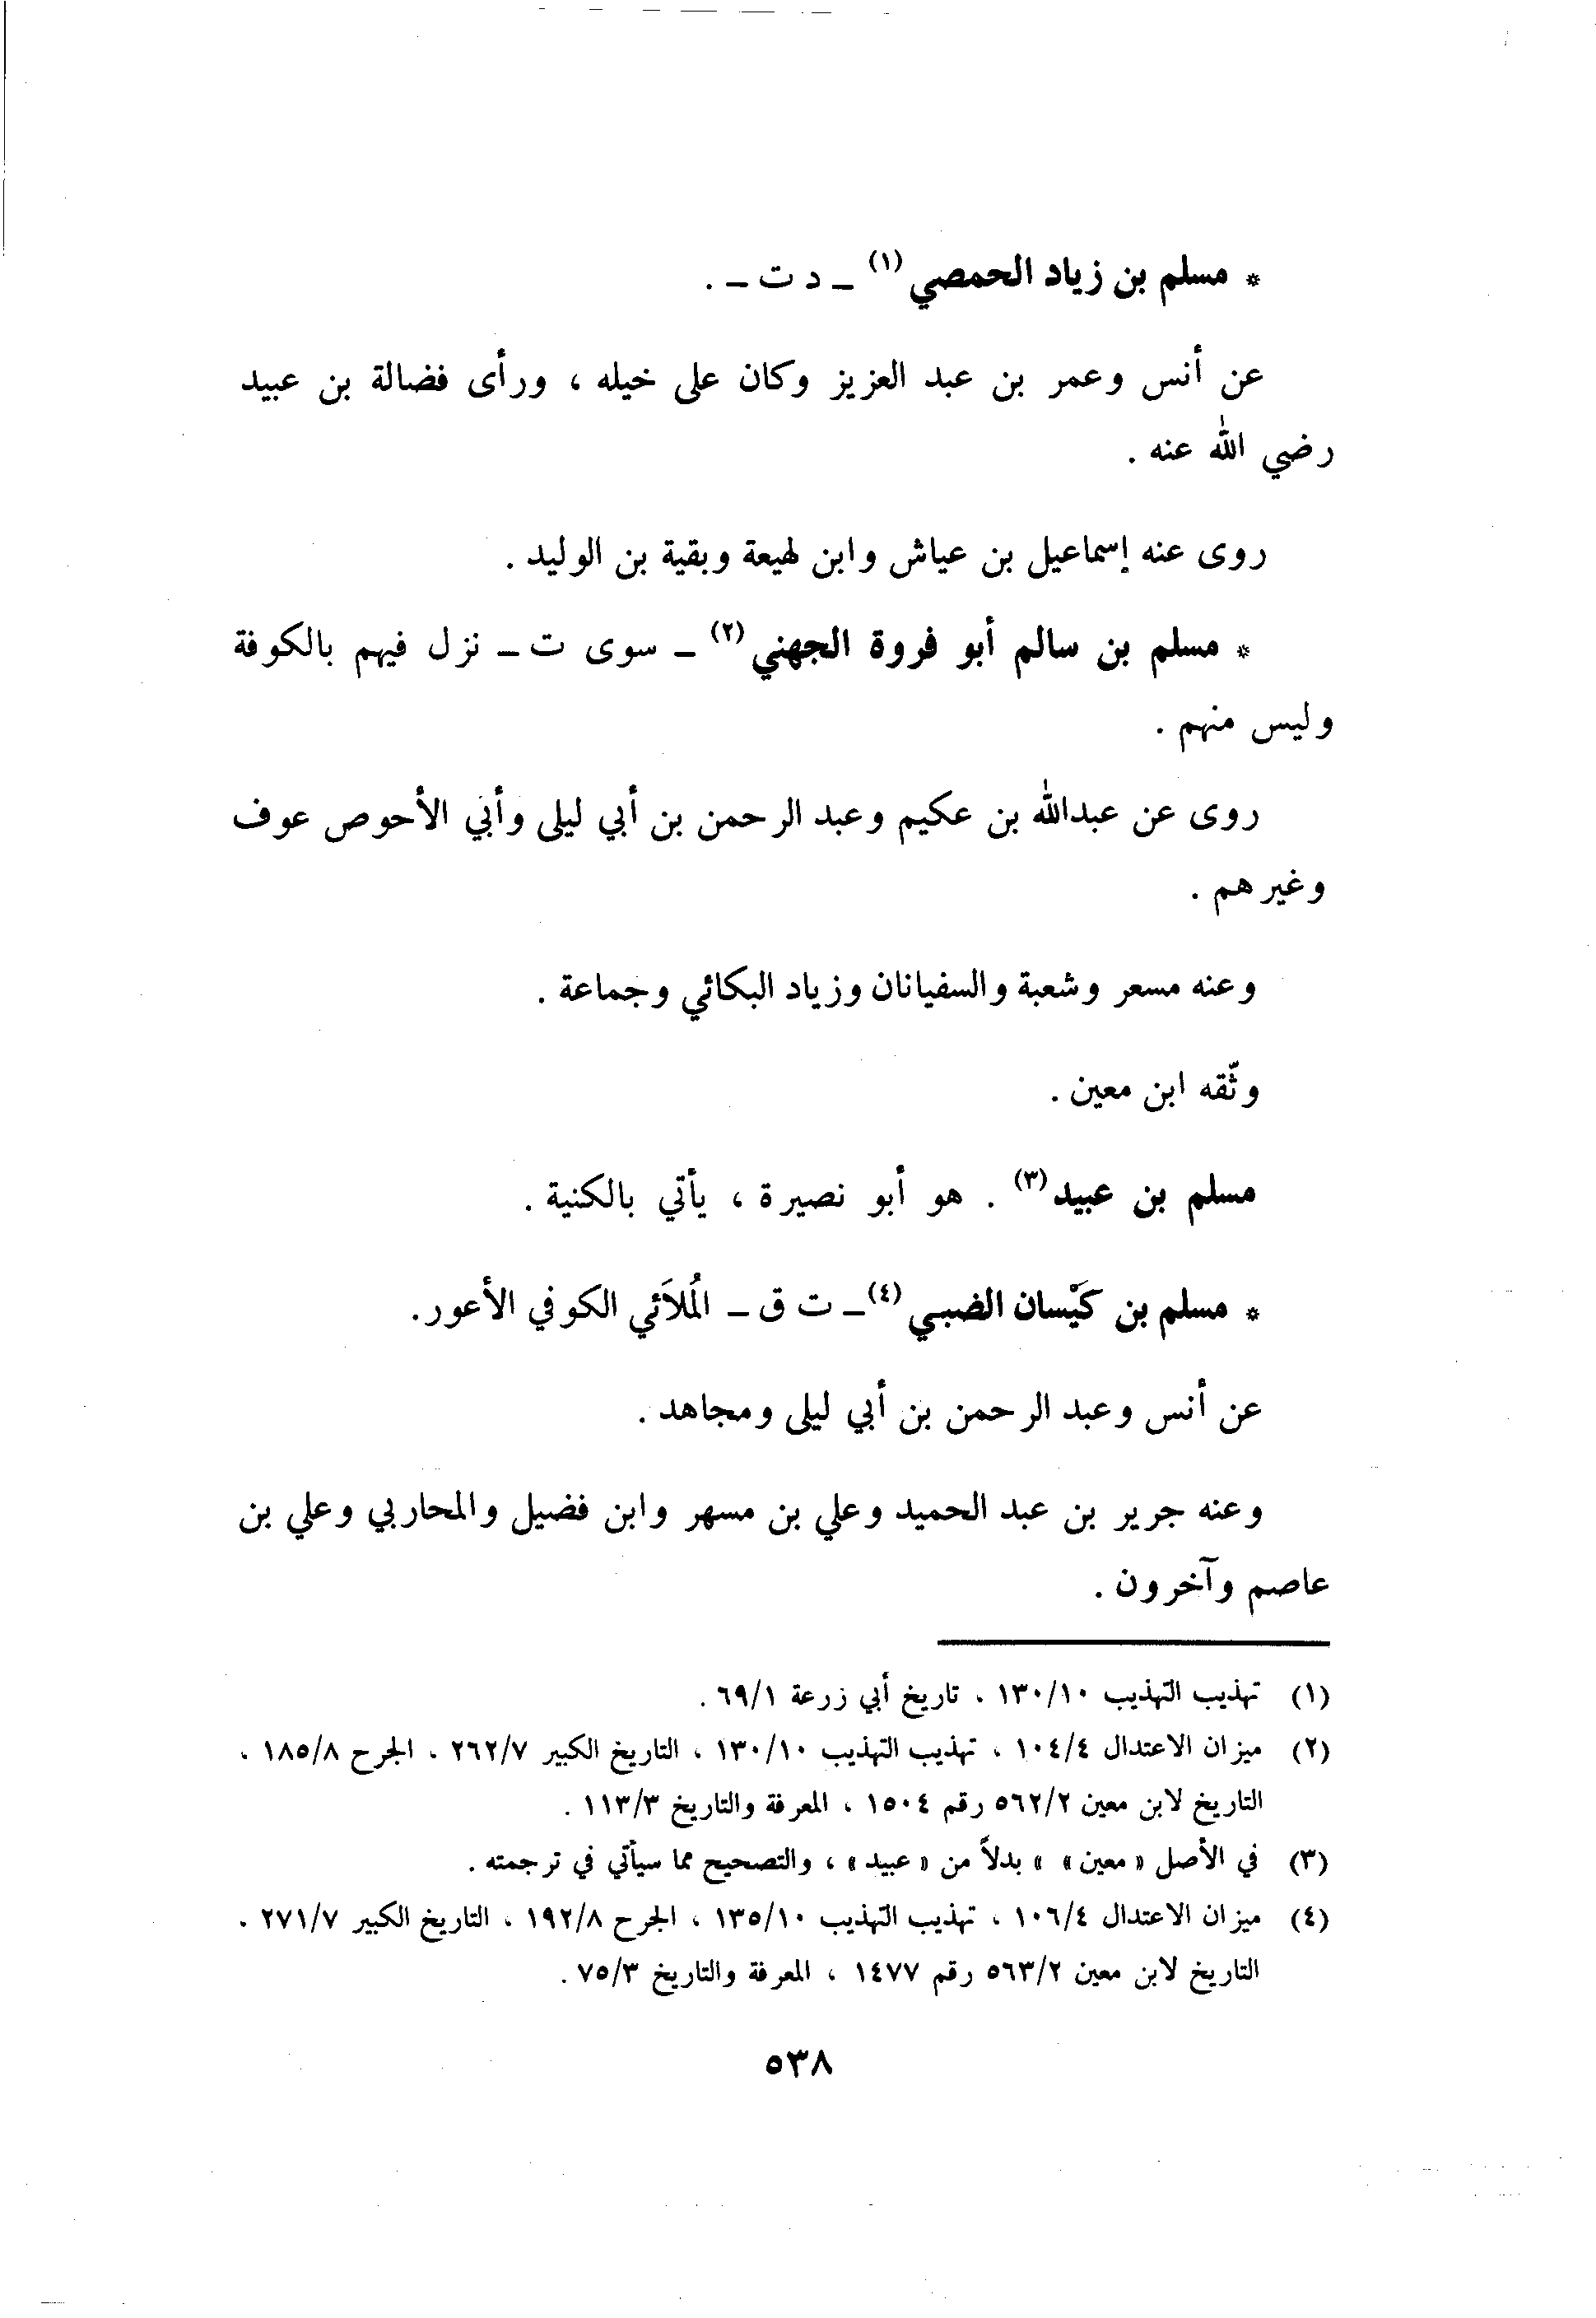 * مسلم بن زياد الحمصي (١) ــ د ت ــ .
عن أنس وعمر بن عبد العزيز وكان على خيله ، ورأى فضالة بن عبيد
رضي الله عنه .
روى عنه إسماعيل بن عياش وابن لهيعة وبقية بن الوليد .
* مسلم بن سالم أبو فروة الجهني (٢) ــ سوى ت ــ نزل فيهم بالكوفة
وليس منهم .
روى عن عبدالله بن عكيم وعبد الرحمن بن أبي ليلى وأبي الأحوص عوف
وغيرهم .
وعنه مسعر وشعبة والسفيانان وزياد البكائي وجماعة .
وثّقه ابن معين .
مسلم بن عبيد (٣) . هو أبو نصيرة ، يأتي بالكنية .
* مسلم بن كَيْسان الضبي (٤) ــ ت ق ــ المُلاَئي الكوفي الأعور.
عن أنس وعبد الرحمن بن أبي ليلى ومجاهد .
وعنه جرير بن عبد الحميد وعلي بن مسهر وابن فضيل والمحاربي وعلي بن
عاصم وآخرون .
(١) تهذيب التهذيب ١٣٠/١٠ ، تاريخ أبي زرعة ٦٩/١ .
(٢) ميزان الاعتدال ١٠٤/٤ ، تهذيب التهذيب ١٣٠/١٠ ، التاريخ الكبير ٢٦٢/٧ ، الجرح ١٨٥/٨ ،
التاريخ لابن معين ٥٦٢/٢ رقم ١٥٠٤ ، المعرفة والتاريخ ١١٣/٣ .
(٣) في الأصل « معين » » بدلاً من « عبيد » ، والتصحيح مما سيأتي في ترجمته .
(٤) ميزان الاعتدال ١٠٦/٤ ، تهذيب التهذيب ١٣٥/١٠ ، الجرح ١٩٢/٨ ، التاريخ الكبير ٢٧١/٧ ،
التاريخ لابن معين ٥٦٣/٢ رقم ١٤٧٧ ، المعرفة والتاريخ ٧٥/٣ .
٥٣٨